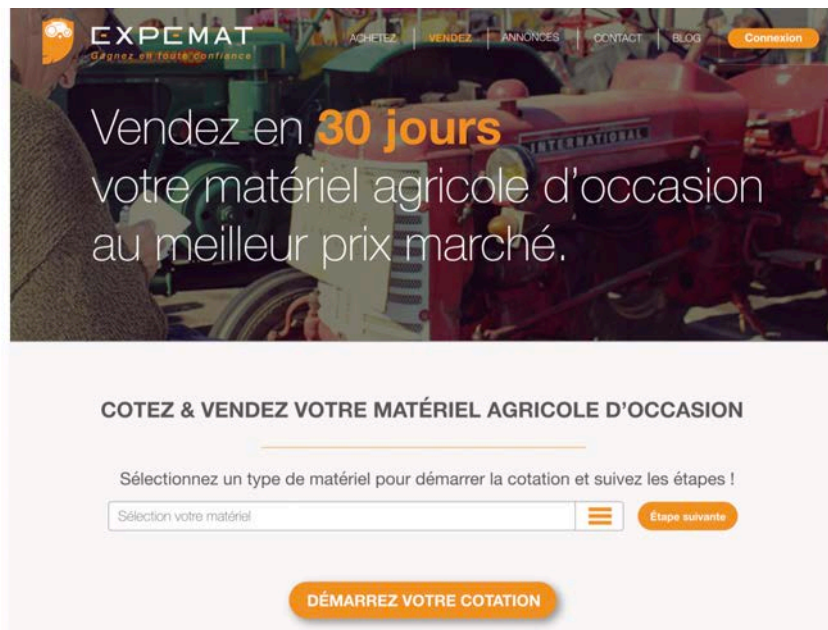 EXPEMAT
Gagnez en toute confiance
ACHETEZ
VENDEZ
ANNONCES
CONTACT
BLOG
Connexion
Vendez en 30 jours
votre matériel agricole d'occasion
au meilleur prix marché.
INTERNATIONAL
COTEZ & VENDEZ VOTRE MATÉRIEL AGRICOLE D'OCCASION
Sélectionnez un type de matériel pour démarrer la cotation et suivez les étapes !
Sélection votre matériel
Étape suivante
DÉMARREZ VOTRE COTATION